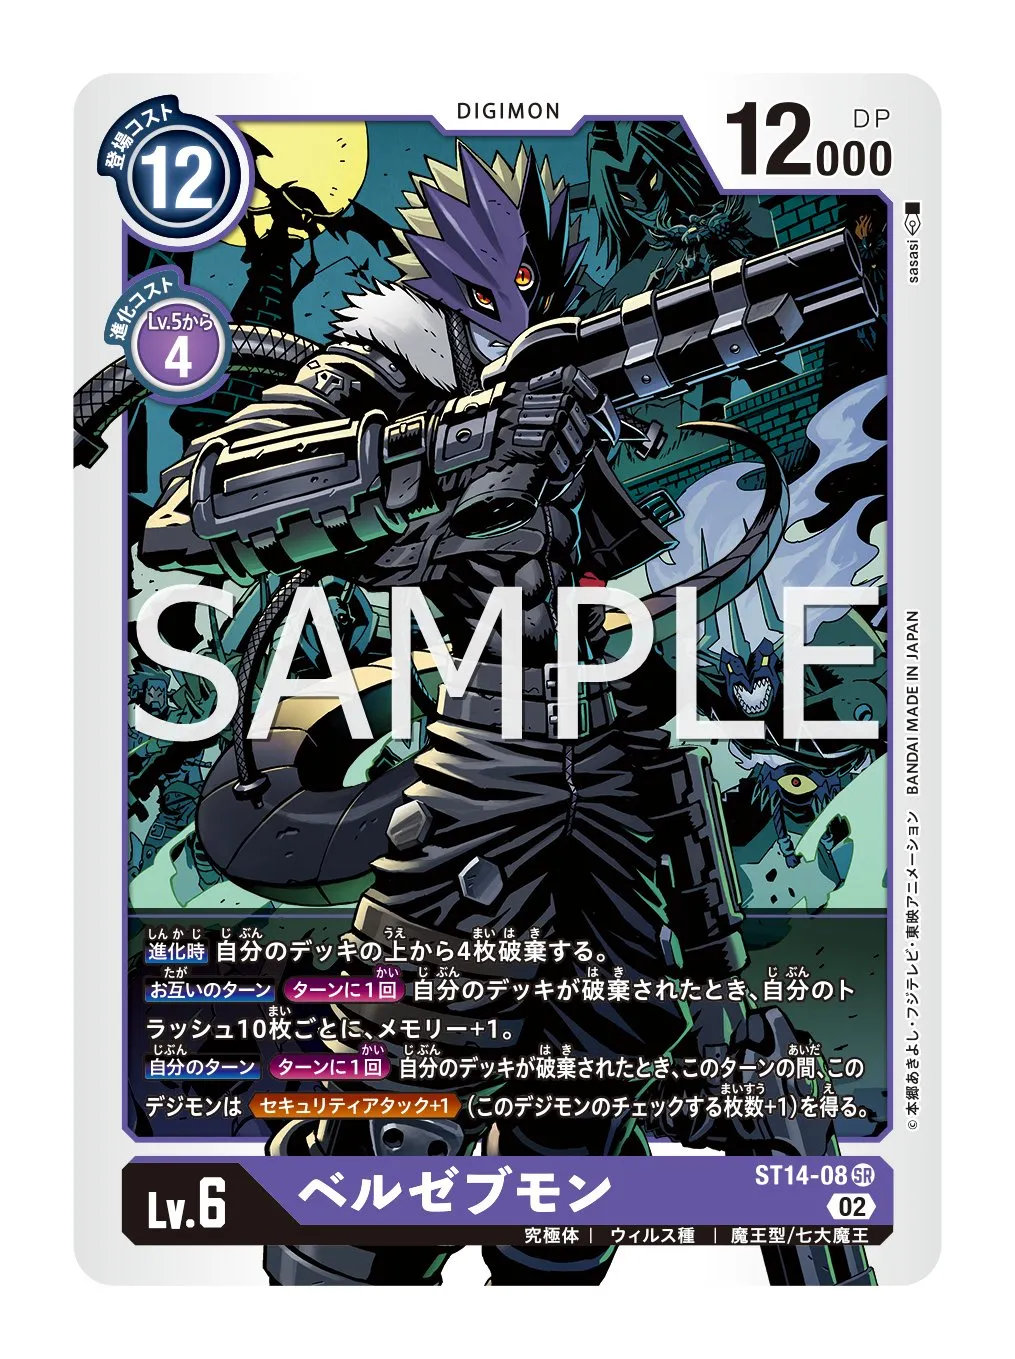 DIGIMON
登場コスト
12
12000
DP
進化コスト
Lv.5から
4
sasasi
SAMPLE
BANDAI MADE IN JAPAN
©本郷あきよし・フジテレビ・東映アニメーション
進化時 自分のデッキの上から4枚破棄する。
お互いのターン ターンに1回 自分のデッキが破棄されたとき、自分のト
ラッシュ10枚ごとに、メモリー+1。
自分のターン ターンに1回 自分のデッキが破棄されたとき、このターンの間、この
デジモンは セキュリティアタック+1 (このデジモンのチェックする枚数+1)を得る。
Lv.6
ベルゼブモン
ST14-08 SR
02
究極体 | ウィルス種 | 魔王型/七大魔王